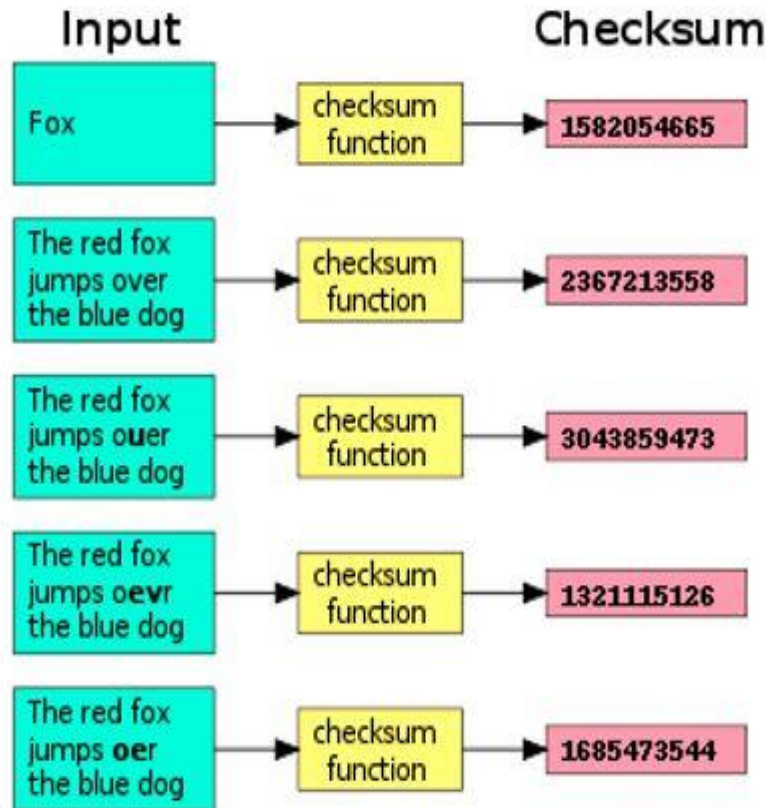 Input
Checksum
Fox
checksum
function
1582054665
The red fox
jumps over
the blue dog
checksum
function
2367213558
The red fox
jumps ouer
the blue dog
checksum
function
3043859473
The red fox
jumps oevr
the blue dog
checksum
function
1321115126
The red fox
jumps oer
the blue dog
checksum
function
1685473544